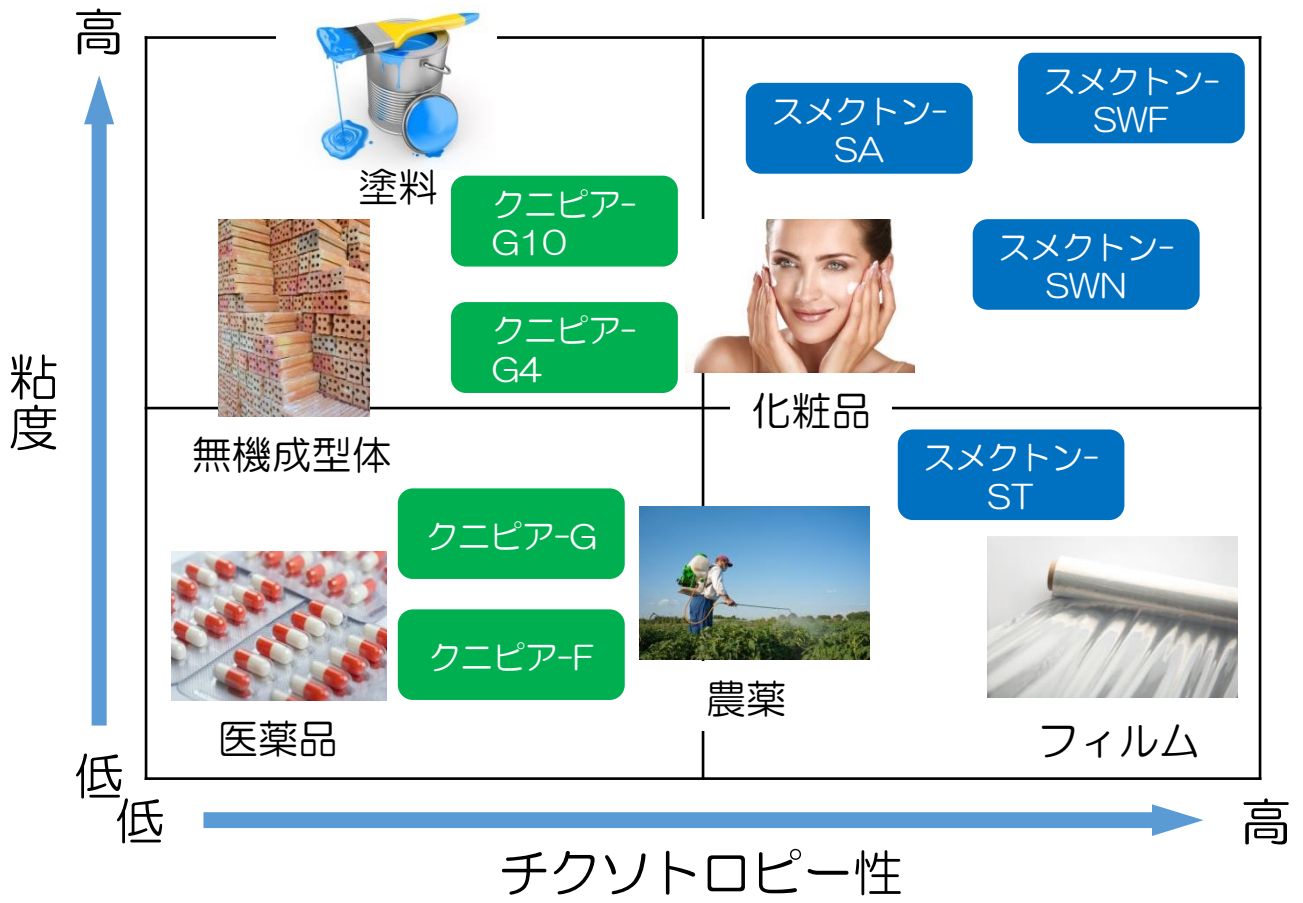 高
スメクトン-
SWF
スメクトン-
SA
塗料
クニピア-
G10
スメクトン-
SWN
クニピア-
G4
粘度
化粧品
無機成型体
スメクトン-
ST
クニピア-G
クニピア-F
農薬
医薬品
フィルム
低
低
高
チクソトロピー性